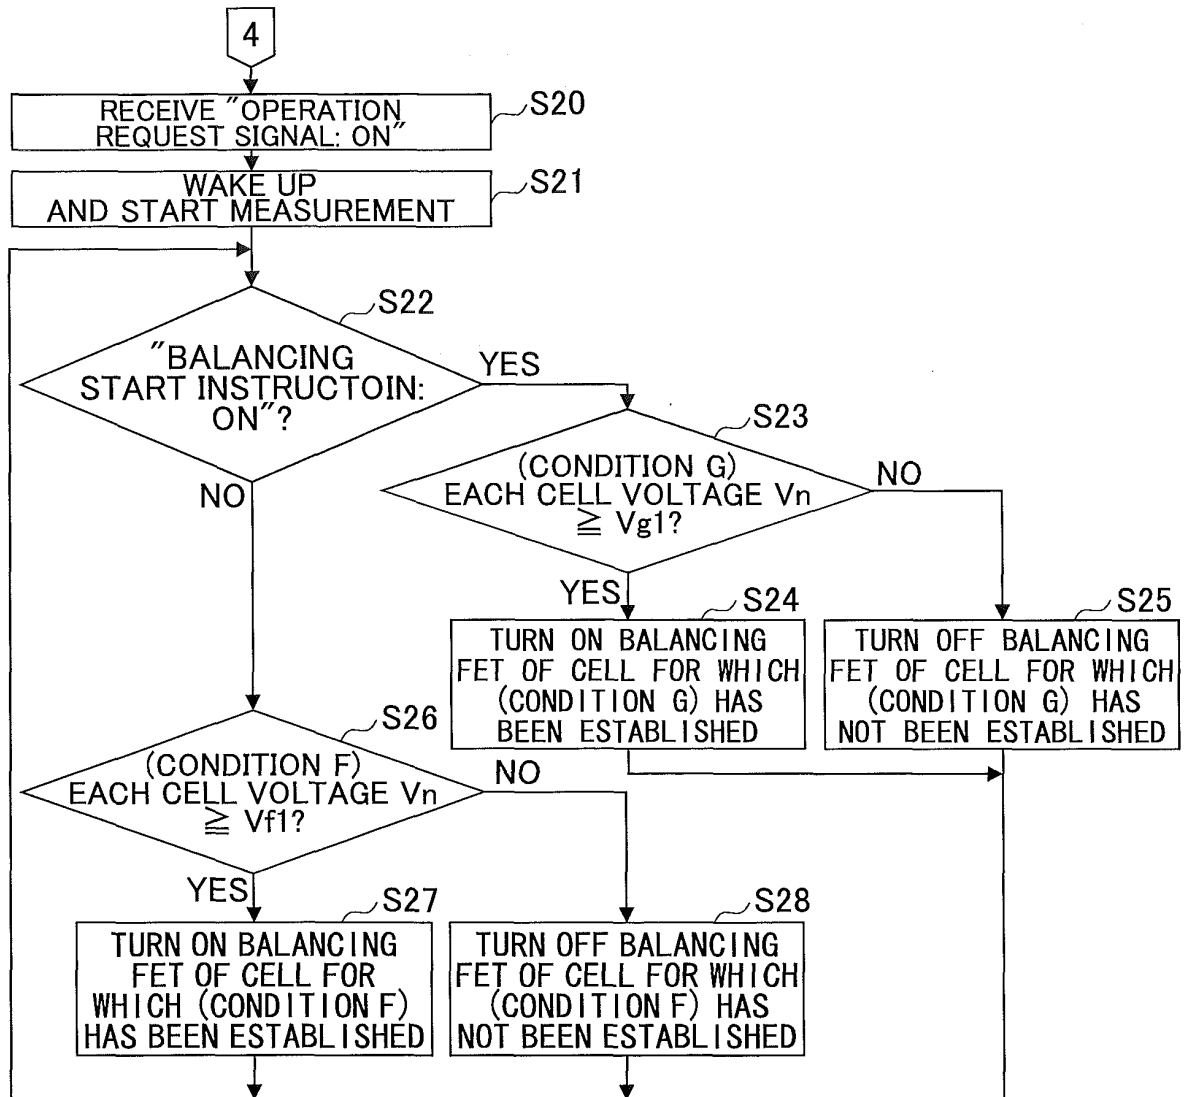 4
RECEIVE "OPERATION
REQUEST SIGNAL: ON"
S20
WAKE UP
AND START MEASUREMENT
S21
S22
"BALANCING
START INSTRUCTOIN:
ON"?
YES
NO
S23
(CONDITION G)
EACH CELL VOLTAGE Vn
≧ Vg1?
NO
YES
S24
TURN ON BALANCING
FET OF CELL FOR WHICH
(CONDITION G) HAS
BEEN ESTABLISHED
S25
TURN OFF BALANCING
FET OF CELL FOR WHICH
(CONDITION G) HAS
NOT BEEN ESTABLISHED
S26
(CONDITION F)
EACH CELL VOLTAGE Vn
≧ Vf1?
NO
YES
S27
TURN ON BALANCING
FET OF CELL FOR
WHICH (CONDITION F)
HAS BEEN ESTABLISHED
S28
TURN OFF BALANCING
FET OF CELL FOR WHICH
(CONDITION F) HAS
NOT BEEN ESTABLISHED